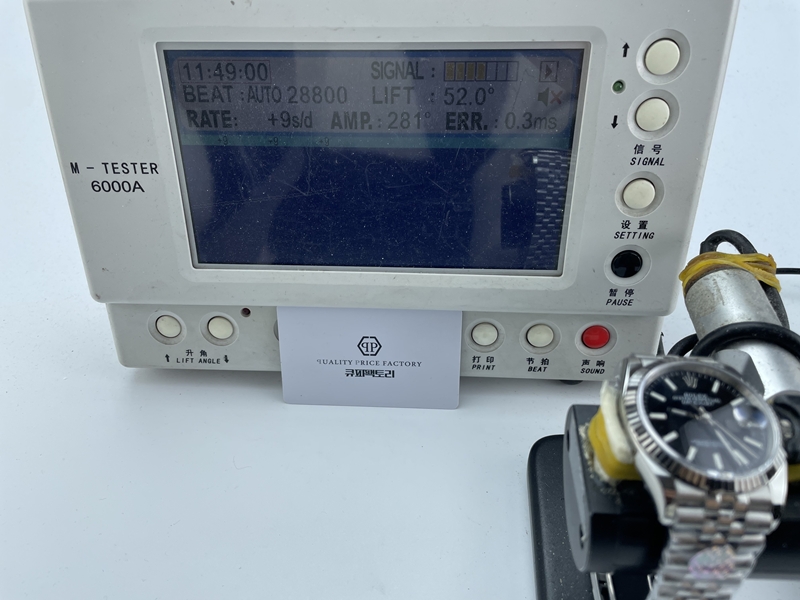 11:49:00 SIGNAL :
BEAT : AUTO 28800 LIFT : 52.0°
RATE: +9s/d AMP.: 281° ERR.: 0.3ms
M - TESTER
6000A
信号
SIGNAL
设置
SETTING
暂停
PAUSE
升角
LIFT ANGLE
QUALITY PRICE FACTORY
큐피팩토리
打印
PRINT
节拍
BEAT
声响
SOUND
ROLEX